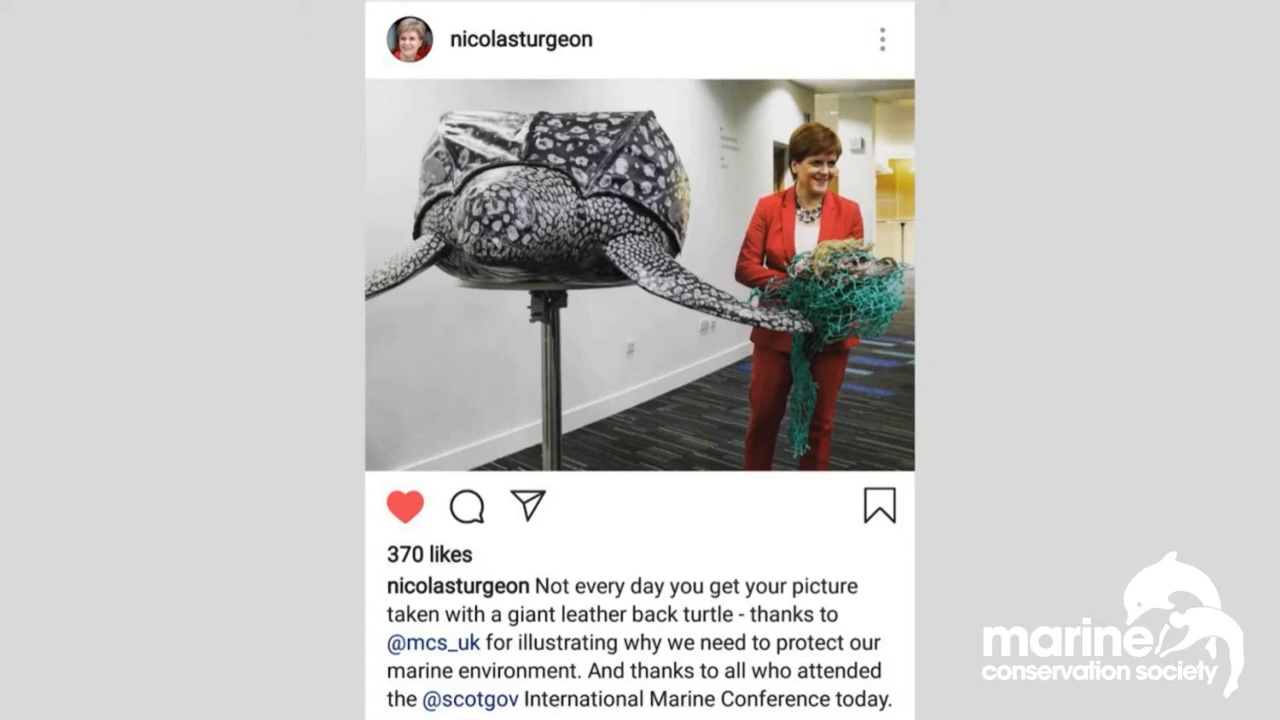 nicolasturgeon
370 likes
nicolasturgeon Not every day you get your picture
taken with a giant leather back turtle - thanks to
@mcs_uk for illustrating why we need to protect our
marine environment. And thanks to all who attended
the @scotgov International Marine Conference today.
marine
conservation society